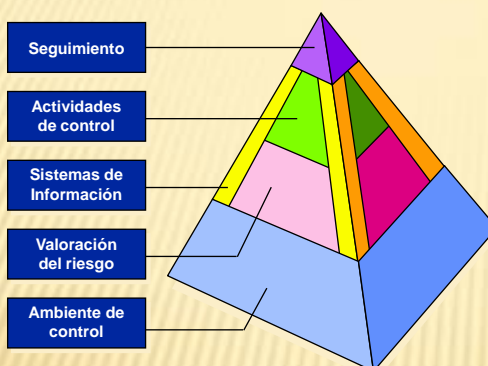 Seguimiento
Actividades
de control
Sistemas de
Información
Valoración
del riesgo
Ambiente de
control